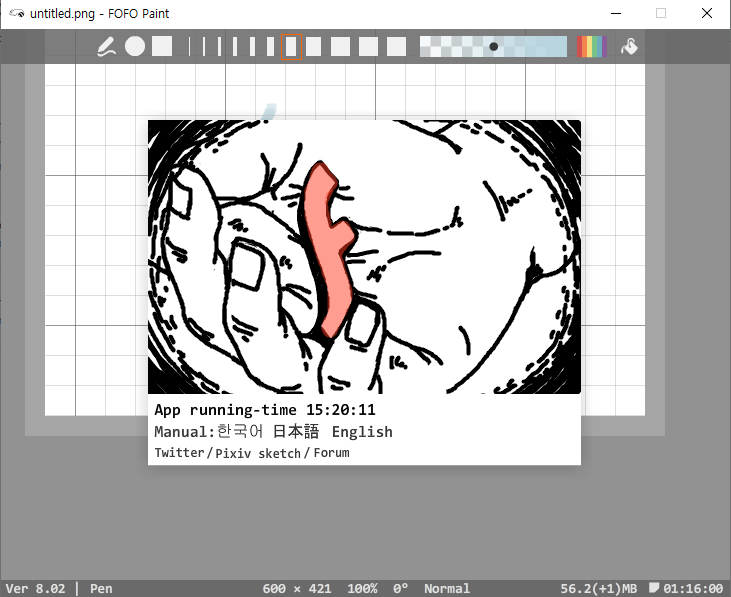 untitled.png - FOFO Paint
App running-time 15:20:11
Manual:한국어 日本語 English
Twitter/Pixiv sketch/Forum
Ver 8.02 | Pen 600 × 421 100% 0° Normal 56.2(+1)MB 01:16:00